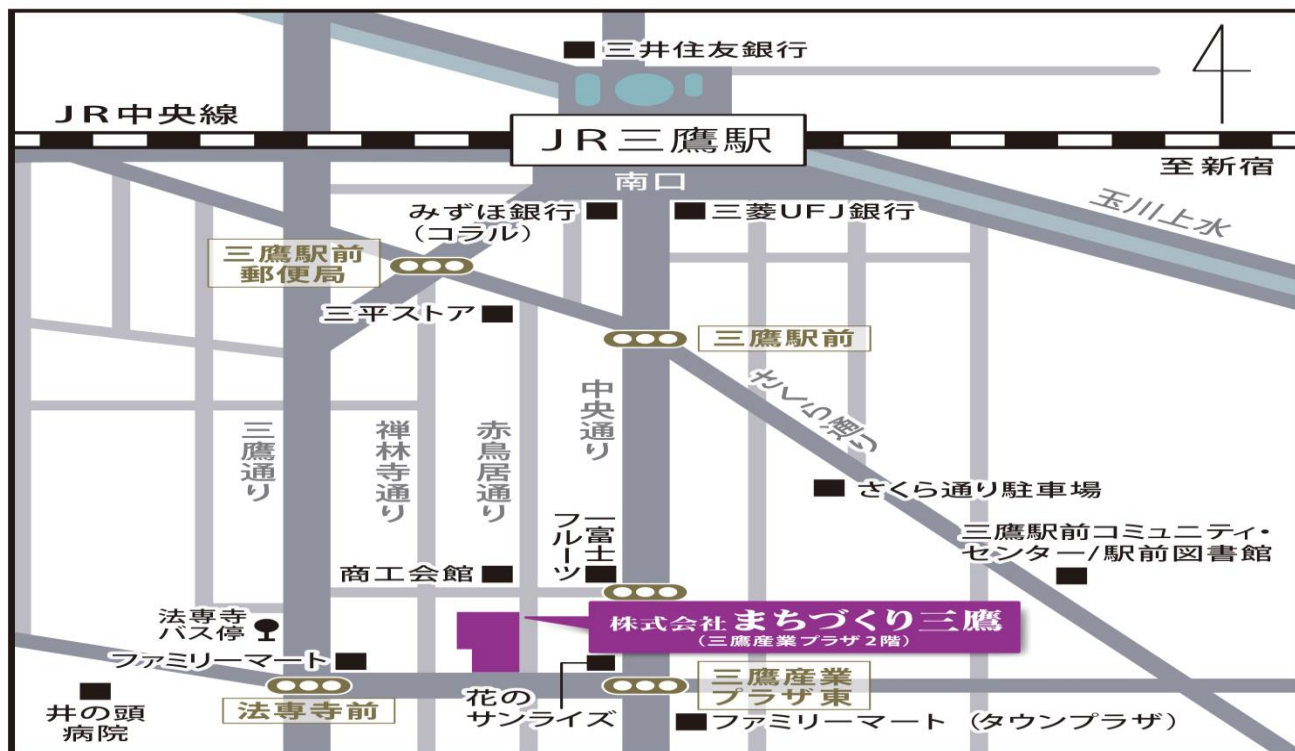 三井住友銀行
4
JR中央線
JR三鷹駅
至新宿
南口
玉川上水
みずほ銀行
(コラル)
三菱UFJ銀行
三鷹駅前
郵便局
三平ストア
三鷹駅前
さくら通り
三鷹通り
禅林寺通り
赤鳥居通り
中央通り
さくら通り駐車場
一富士
フルーツ
三鷹駅前コミュニティ・
センター/駅前図書館
商工会館
株式会社 まちづくり三鷹
(三鷹産業プラザ2階)
法専寺
バス停
ファミリーマート
井の頭
病院
法専寺前
花の
サンライズ
三鷹産業
プラザ東
ファミリーマート (タウンプラザ)